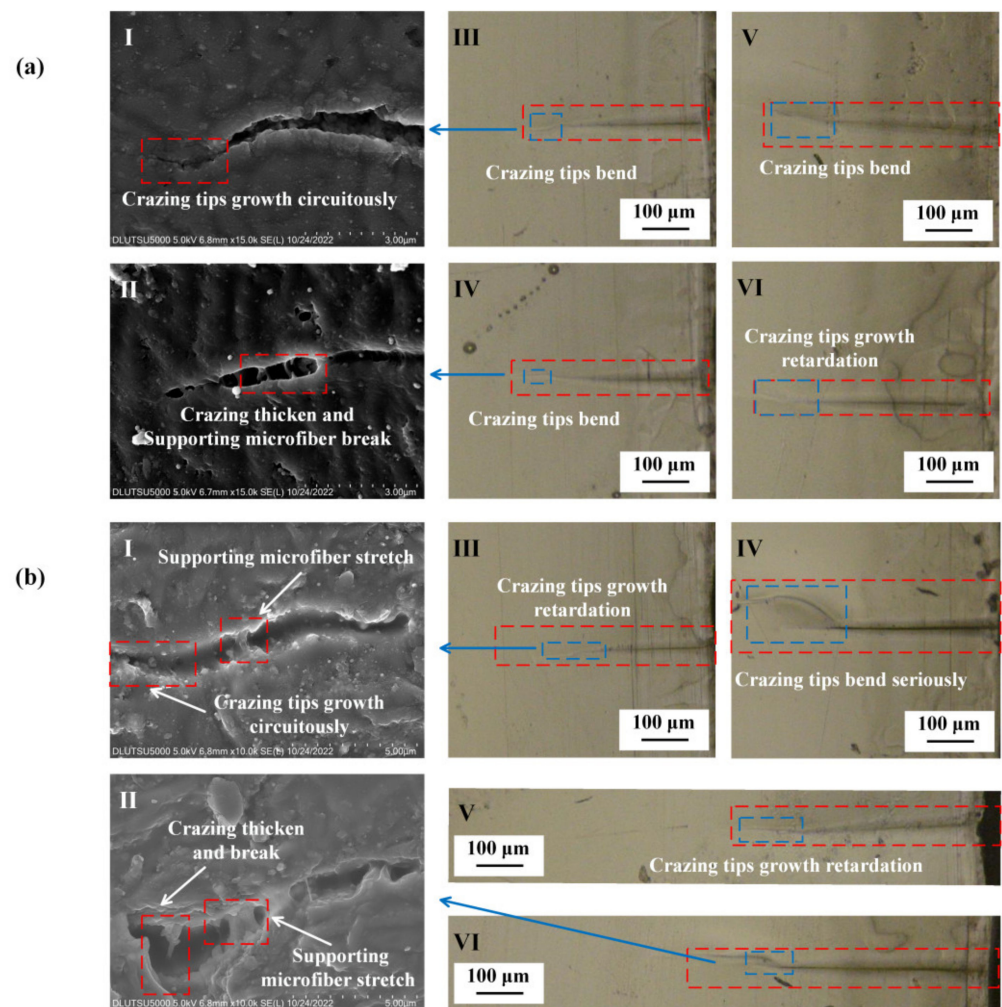 (a)
I
Crazing tips growth circuitously
DLUTSU5000 5.0kV 6.8mm x15.0k SE(L) 10/24/2022
3.00μm
III
Crazing tips bend
100 μm
V
Crazing tips bend
100 μm
II
Crazing thicken and
Supporting microfiber break
DLUTSU5000 5.0kV 6.7mm x15.0k SE(L) 10/24/2022
3.00μm
IV
Crazing tips bend
100 μm
VI
Crazing tips growth
retardation
100 μm
(b)
I
Supporting microfiber stretch
Crazing tips growth
circuitously
DLUTSU5000 5.0kV 6.8mm x10.0k SE(L) 10/24/2022
5.00μm
III
Crazing tips growth
retardation
100 μm
IV
Crazing tips bend seriously
100 μm
II
Crazing thicken
and break
Supporting
microfiber stretch
DLUTSU5000 5.0kV 6.8mm x10.0k SE(L) 10/24/2022
5.00μm
V
100 μm
Crazing tips growth retardation
VI
100 μm